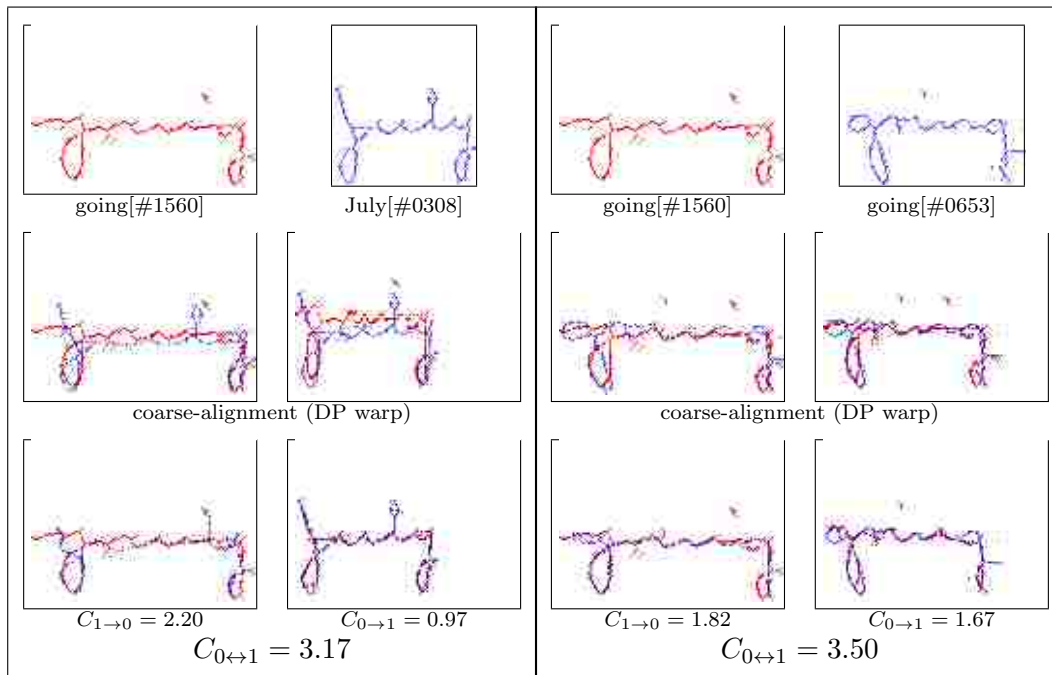 going[#1560]
July[#0308]
coarse-alignment (DP warp)
C1→0 = 2.20
C0→1 = 0.97
C0↔1 = 3.17
going[#1560]
going[#0653]
coarse-alignment (DP warp)
C1→0 = 1.82
C0→1 = 1.67
C0↔1 = 3.50